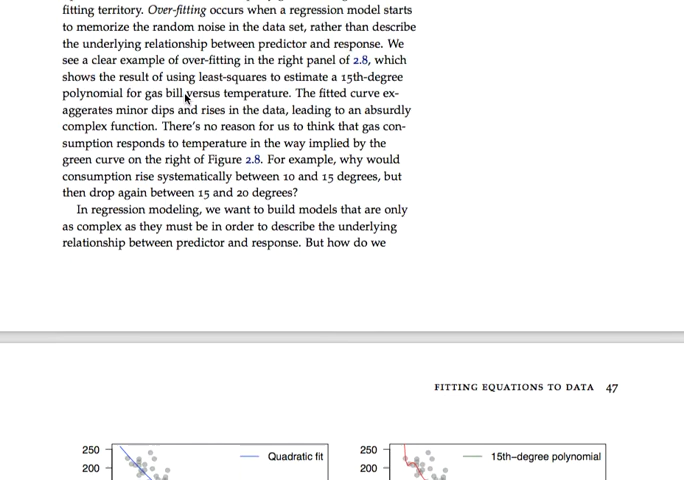 fitting territory. Over-fitting occurs when a regression model starts
to memorize the random noise in the data set, rather than describe
the underlying relationship between predictor and response. We
see a clear example of over-fitting in the right panel of 2.8, which
shows the result of using least-squares to estimate a 15th-degree
polynomial for gas bill versus temperature. The fitted curve ex-
aggerates minor dips and rises in the data, leading to an absurdly
complex function. There's no reason for us to think that gas con-
sumption responds to temperature in the way implied by the
green curve on the right of Figure 2.8. For example, why would
consumption rise systematically between 10 and 15 degrees, but
then drop again between 15 and 20 degrees?
In regression modeling, we want to build models that are only
as complex as they must be in order to describe the underlying
relationship between predictor and response. But how do we
FITTING EQUATIONS TO DATA 47
250
200
Quadratic fit
250
200
15th-degree polynomial